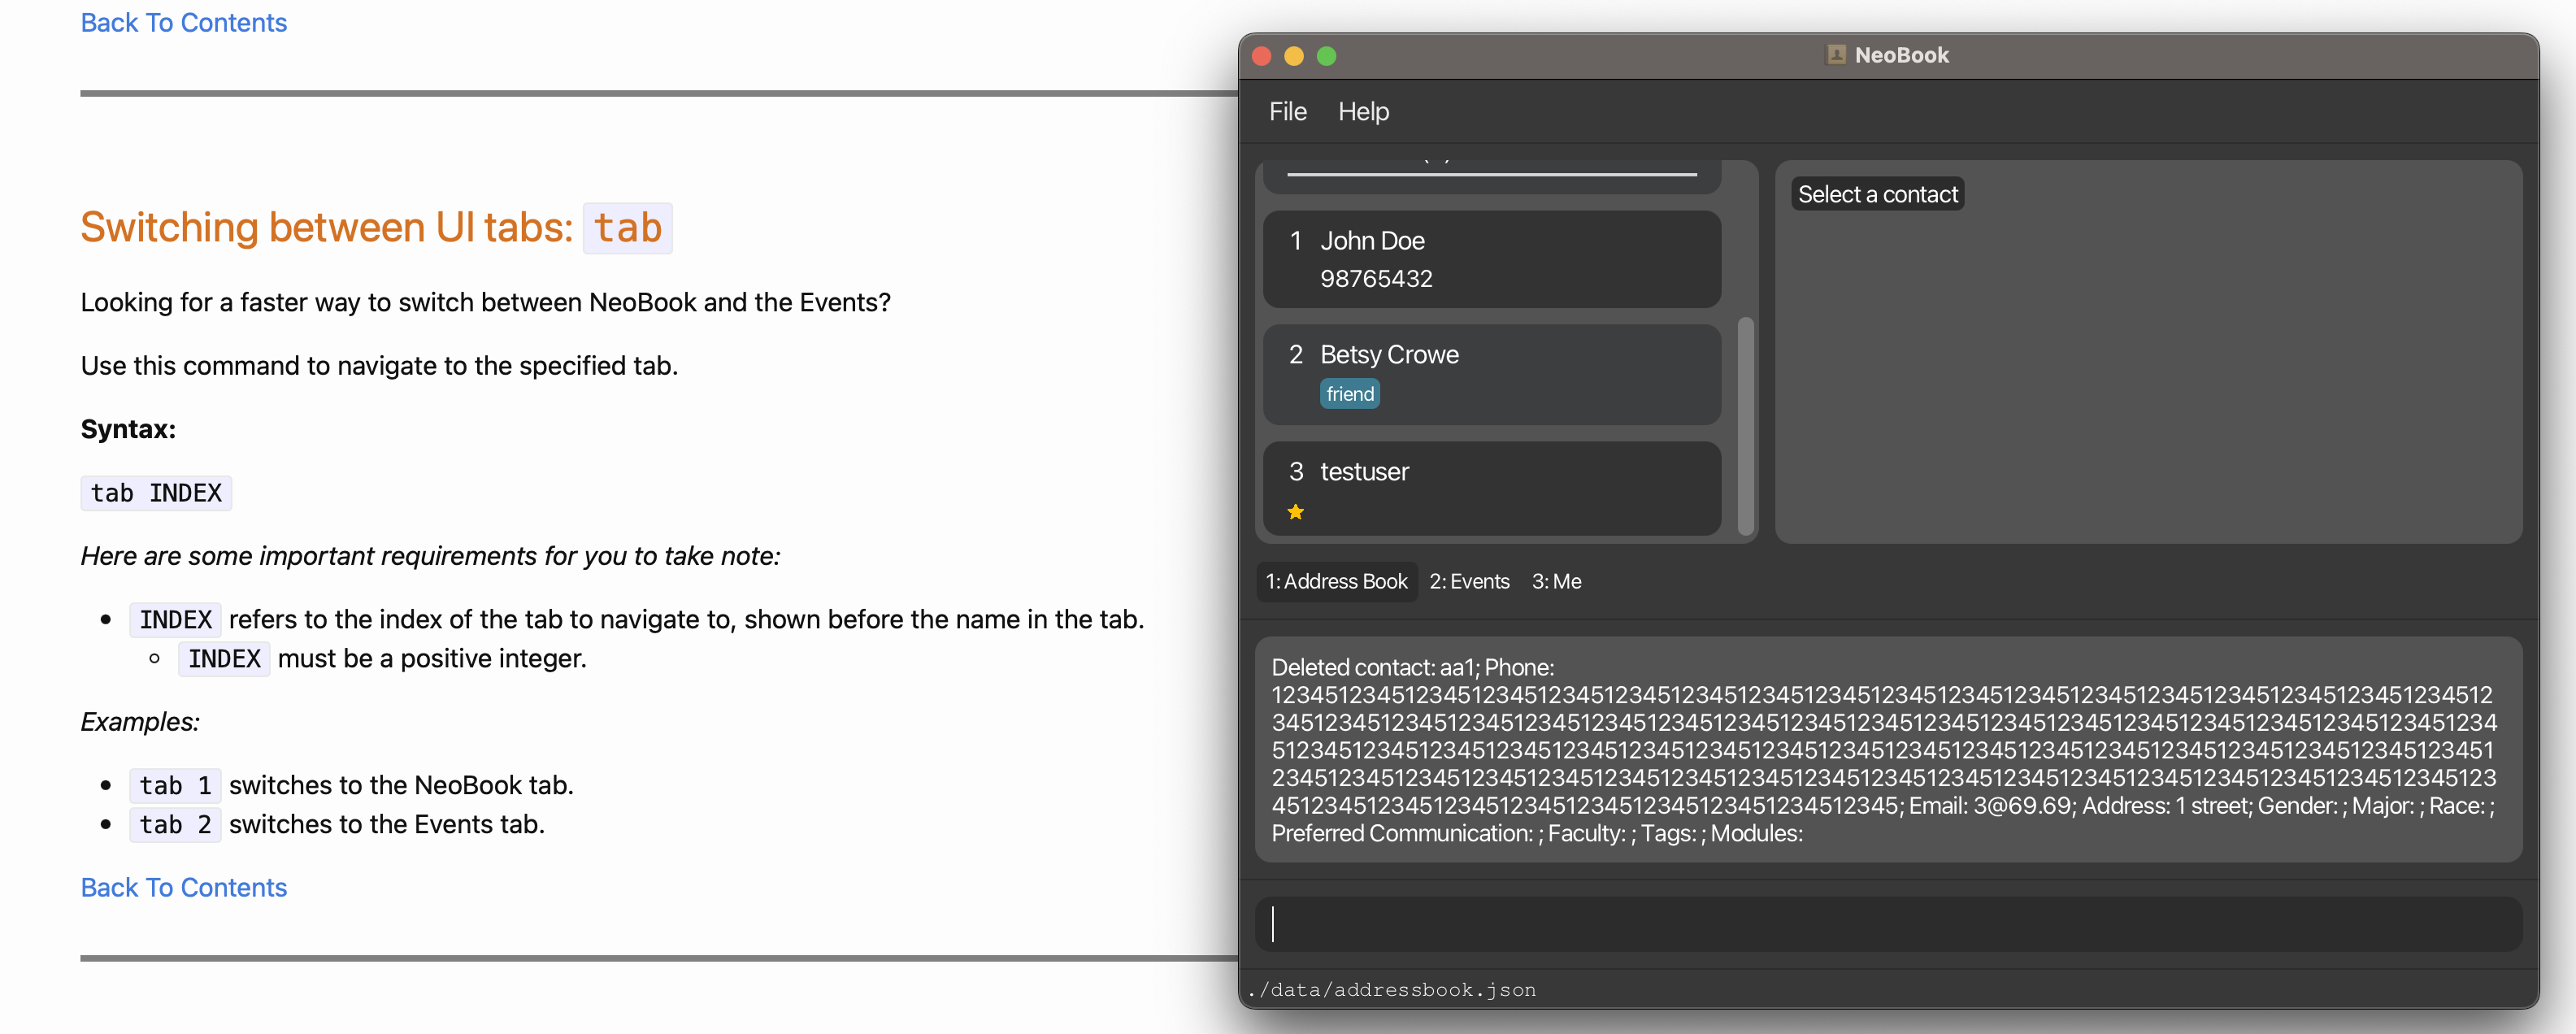 Back To Contents
Switching between UI tabs: tab
Looking for a faster way to switch between NeoBook and the Events?
Use this command to navigate to the specified tab.
Syntax:
tab INDEX
Here are some important requirements for you to take note:
INDEX refers to the index of the tab to navigate to, shown before the name in the tab.
INDEX must be a positive integer.
Examples:
tab 1 switches to the NeoBook tab.
tab 2 switches to the Events tab.
Back To Contents
NeoBook
File Help
1 John Doe
98765432
2 Betsy Crowe
friend
3 testuser
Select a contact
1: Address Book 2: Events 3: Me
Deleted contact: aa1; Phone:
; Email: 3@69.69; Address: 1 street; Gender: ; Major: ; Race: ;
Preferred Communication: ; Faculty: ; Tags: ; Modules:
./data/addressbook.json